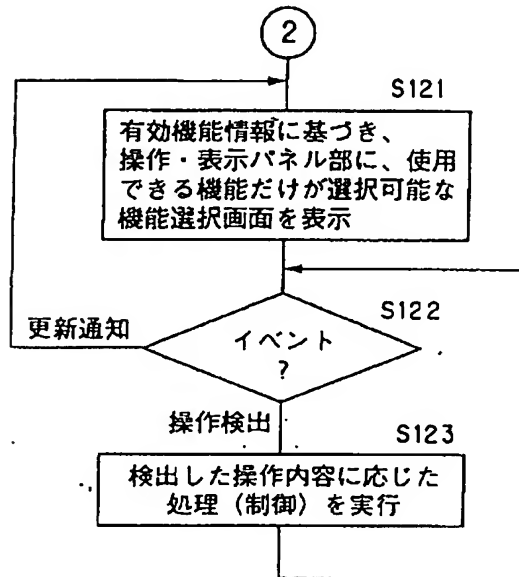 2
S121
有効機能情報に基づき、
操作・表示パネル部に、使用
できる機能だけが選択可能な
機能選択画面を表示
S122
更新通知
イベント
?
操作検出
S123
検出した操作内容に応じた
処理（制御）を実行